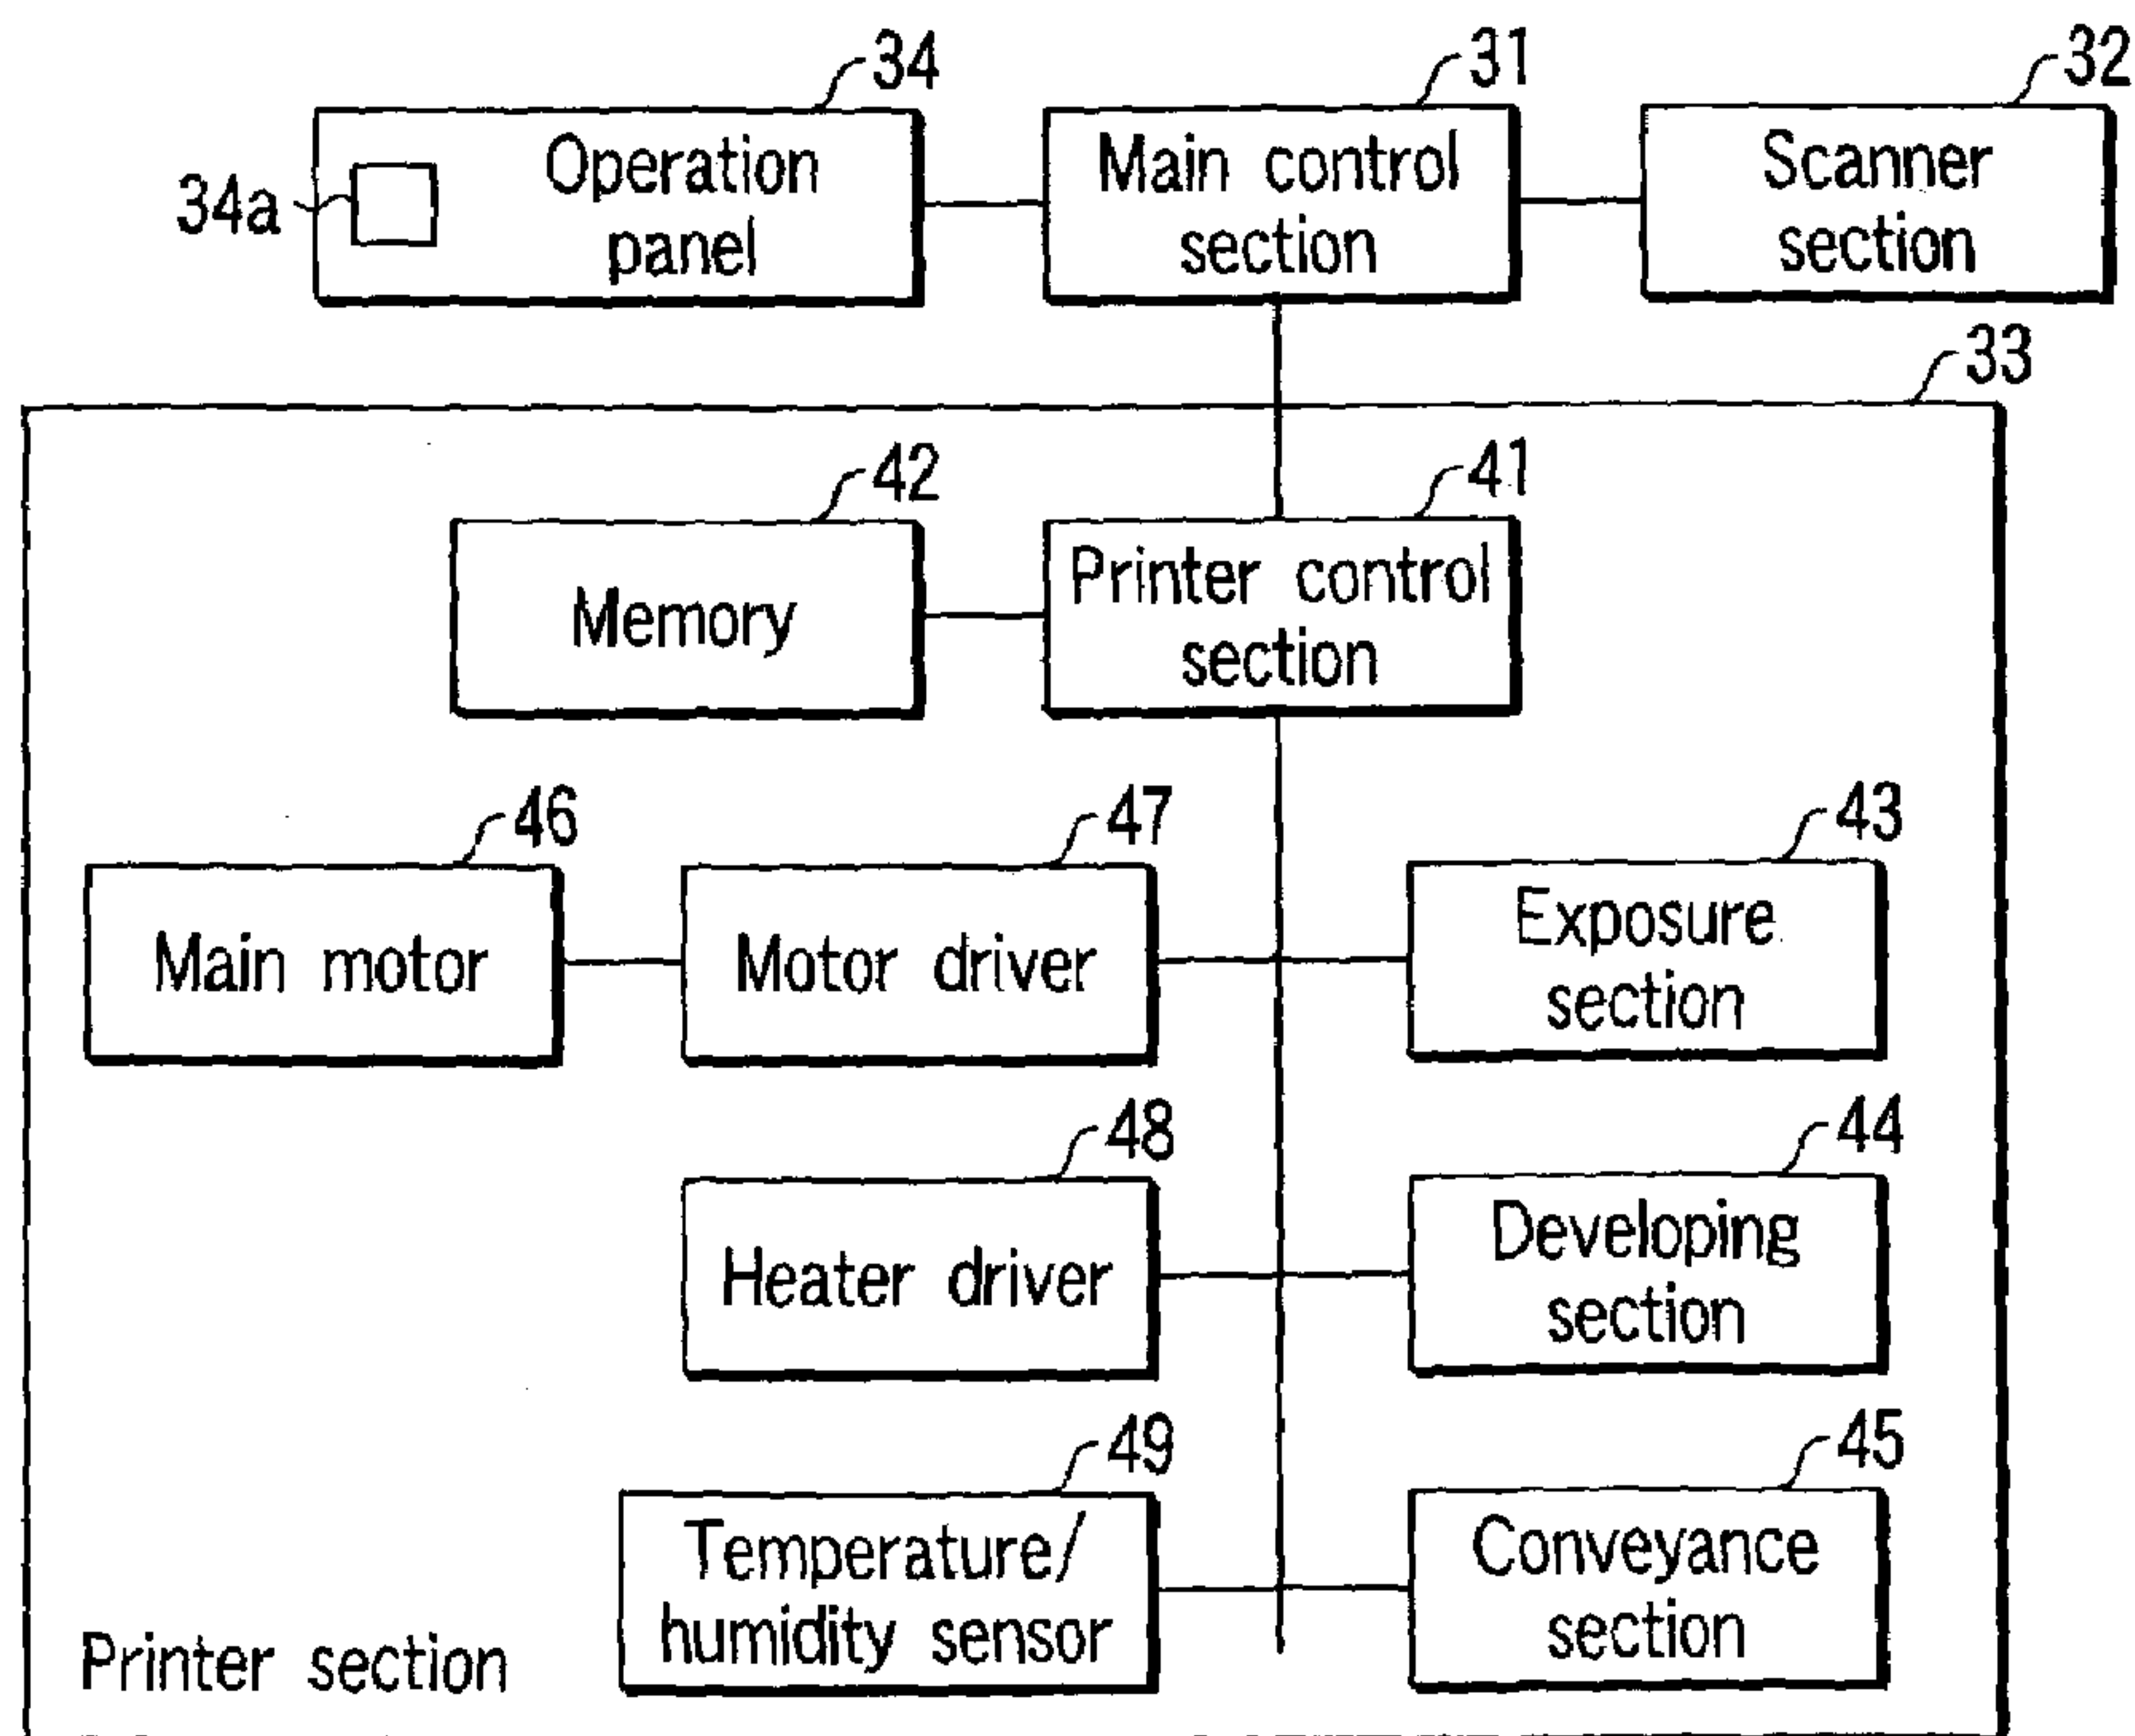 34
31
32
34a
Operation
panel
Main control
section
Scanner
section
33
42
41
Memory
Printer control
section
46
47
43
Main motor
Motor driver
Exposure
section
48
44
Heater driver
Developing
section
49
45
Temperature/
humidity sensor
Conveyance
section
Printer section